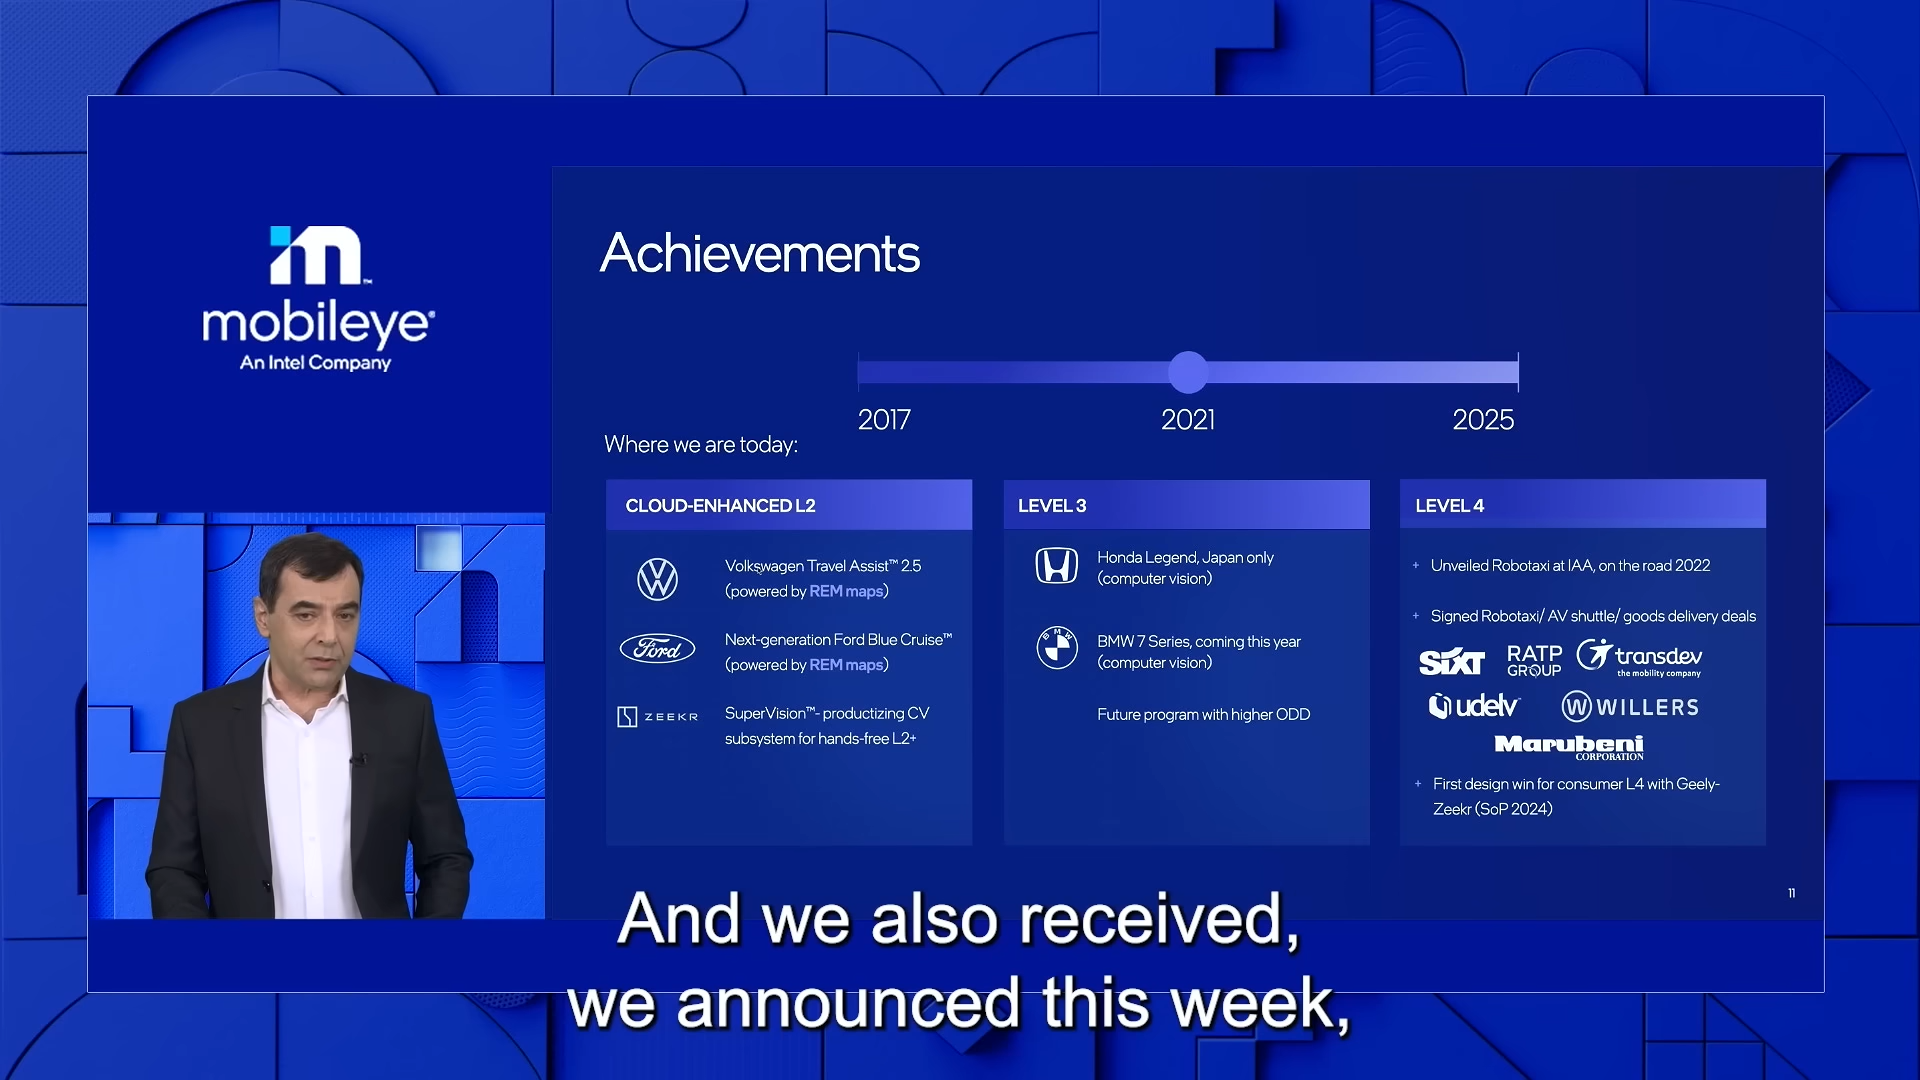 mobileye
An Intel Company
Achievements
2017
2021
2025
Where we are today:
CLOUD-ENHANCED L2
Volkswagen Travel Assist™ 2.5
(powered by REM maps)
Ford
Next-generation Ford Blue Cruise™
(powered by REM maps)
ZEEKR
SuperVision™- productizing CV
subsystem for hands-free L2+
LEVEL 3
Honda Legend, Japan only
(computer vision)
BMW
BMW 7 Series, coming this year
(computer vision)
Future program with higher ODD
LEVEL 4
+ Unveiled Robotaxi at IAA, on the road 2022
+ Signed Robotaxi/ AV shuttle/ goods delivery deals
SIXT
RATP
GROUP
transdev
the mobility company
udelv
WILLERS
Marubeni
CORPORATION
+ First design win for consumer L4 with Geely-
Zeekr (SoP 2024)
11
And we also received,
we announced this week,